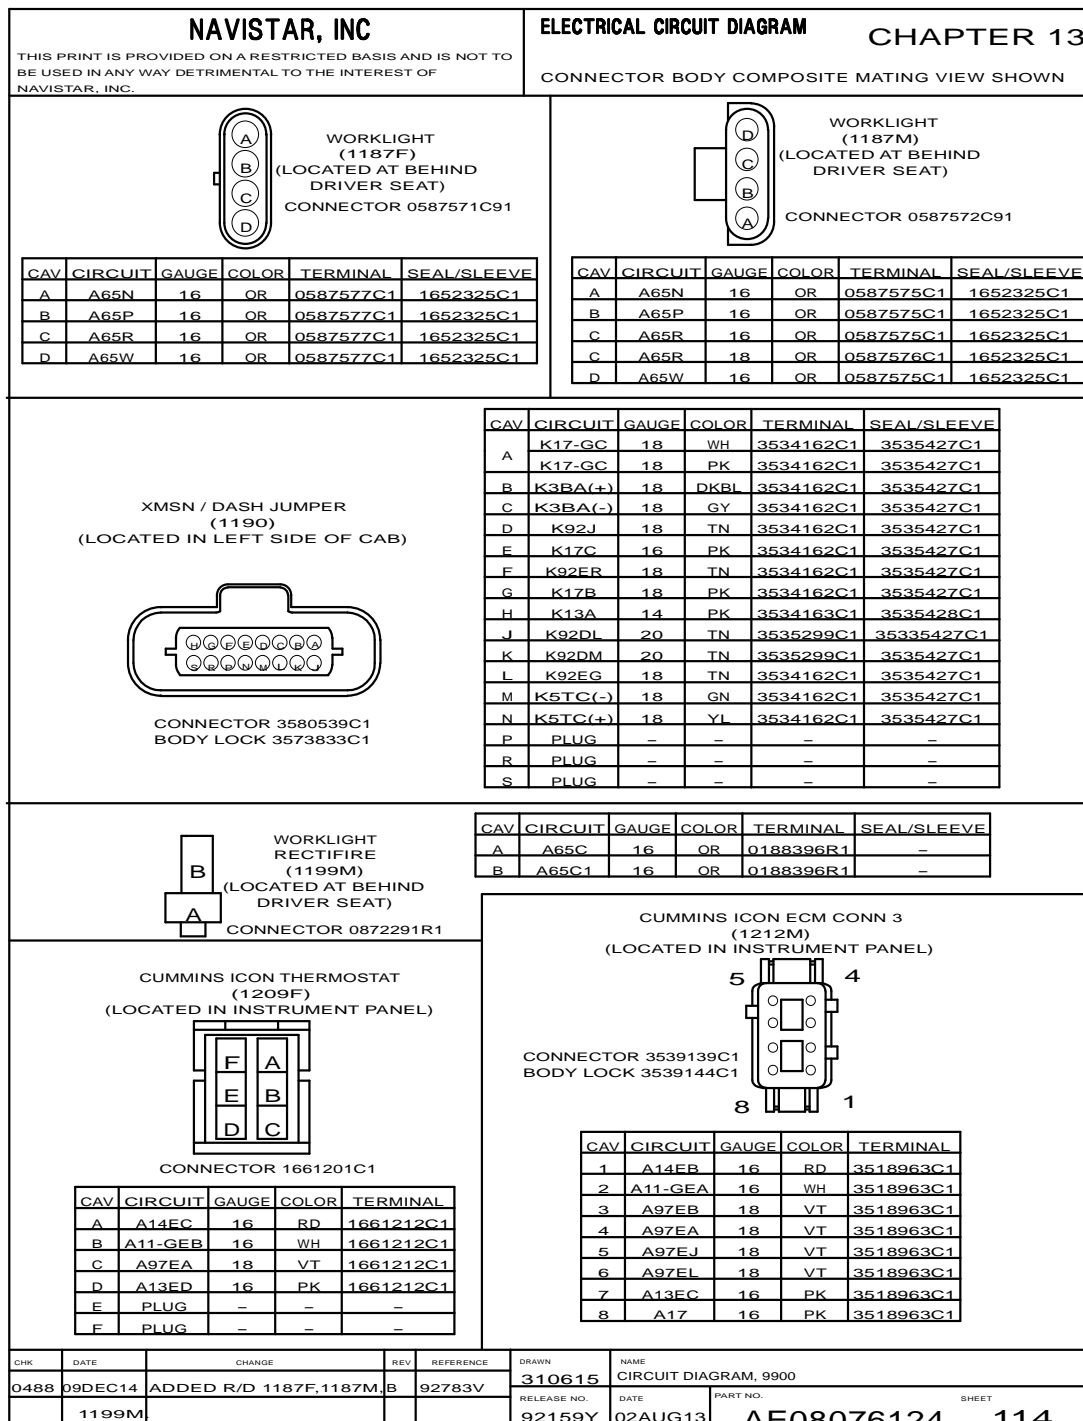 NAVISTAR, INC
THIS PRINT IS PROVIDED ON A RESTRICTED BASIS AND IS NOT TO
BE USED IN ANY WAY DETRIMENTAL TO THE INTEREST OF
NAVISTAR, INC.
ELECTRICAL CIRCUIT DIAGRAM
CHAPTER 13
CONNECTOR BODY COMPOSITE MATING VIEW SHOWN
A
B
C
D
WORKLIGHT
(1187F)
(LOCATED AT BEHIND
DRIVER SEAT)
CONNECTOR 0587571C91
CAV CIRCUIT GAUGE COLOR TERMINAL SEAL/SLEEVE
A A65N 16 OR 0587577C1 1652325C1
B A65P 16 OR 0587577C1 1652325C1
C A65R 16 OR 0587577C1 1652325C1
D A65W 16 OR 0587577C1 1652325C1
D
C
B
A
WORKLIGHT
(1187M)
(LOCATED AT BEHIND
DRIVER SEAT)
CONNECTOR 0587572C91
CAV CIRCUIT GAUGE COLOR TERMINAL SEAL/SLEEVE
A A65N 16 OR 0587575C1 1652325C1
B A65P 16 OR 0587575C1 1652325C1
C A65R 16 OR 0587575C1 1652325C1
C A65R 18 OR 0587576C1 1652325C1
D A65W 16 OR 0587575C1 1652325C1
XMSN / DASH JUMPER
(1190)
(LOCATED IN LEFT SIDE OF CAB)
H G F E D C B A
S R P N M L K J
CONNECTOR 3580539C1
BODY LOCK 3573833C1
CAV CIRCUIT GAUGE COLOR TERMINAL SEAL/SLEEVE
A K17-GC 18 WH 3534162C1 3535427C1
K17-GC 18 PK 3534162C1 3535427C1
B K3BA(+) 18 DKBL 3534162C1 3535427C1
C K3BA(-) 18 GY 3534162C1 3535427C1
D K92J 18 TN 3534162C1 3535427C1
E K17C 16 PK 3534162C1 3535427C1
F K92ER 18 TN 3534162C1 3535427C1
G K17B 18 PK 3534162C1 3535427C1
H K13A 14 PK 3534163C1 3535428C1
J K92DL 20 TN 3535299C1 35335427C1
K K92DM 20 TN 3535299C1 3535427C1
L K92EG 18 TN 3534162C1 3535427C1
M K5TC(-) 18 GN 3534162C1 3535427C1
N K5TC(+) 18 YL 3534162C1 3535427C1
P PLUG – – – –
R PLUG – – – –
S PLUG – – – –
B
A
WORKLIGHT
RECTIFIRE
(1199M)
(LOCATED AT BEHIND
DRIVER SEAT)
CONNECTOR 0872291R1
CAV CIRCUIT GAUGE COLOR TERMINAL SEAL/SLEEVE
A A65C 16 OR 0188396R1 –
B A65C1 16 OR 0188396R1 –
CUMMINS ICON THERMOSTAT
(1209F)
(LOCATED IN INSTRUMENT PANEL)
F A
E B
D C
CONNECTOR 1661201C1
CAV CIRCUIT GAUGE COLOR TERMINAL
A A14EC 16 RD 1661212C1
B A11-GEB 16 WH 1661212C1
C A97EA 18 VT 1661212C1
D A13ED 16 PK 1661212C1
E PLUG – – –
F PLUG – – –
CUMMINS ICON ECM CONN 3
(1212M)
(LOCATED IN INSTRUMENT PANEL)
5 4
CONNECTOR 3539139C1
BODY LOCK 3539144C1
8 1
CAV CIRCUIT GAUGE COLOR TERMINAL
1 A14EB 16 RD 3518963C1
2 A11-GEA 16 WH 3518963C1
3 A97EB 18 VT 3518963C1
4 A97EA 18 VT 3518963C1
5 A97EJ 18 VT 3518963C1
6 A97EL 18 VT 3518963C1
7 A13EC 16 PK 3518963C1
8 A17 16 PK 3518963C1
CHK DATE CHANGE REV REFERENCE
0488 09DEC14 ADDED R/D 1187F,1187M, B 92783V
1199M.
DRAWN
310615
NAME
CIRCUIT DIAGRAM, 9900
RELEASE NO.
92159Y
DATE
02AUG13
PART NO.
AE08076124
SHEET
114